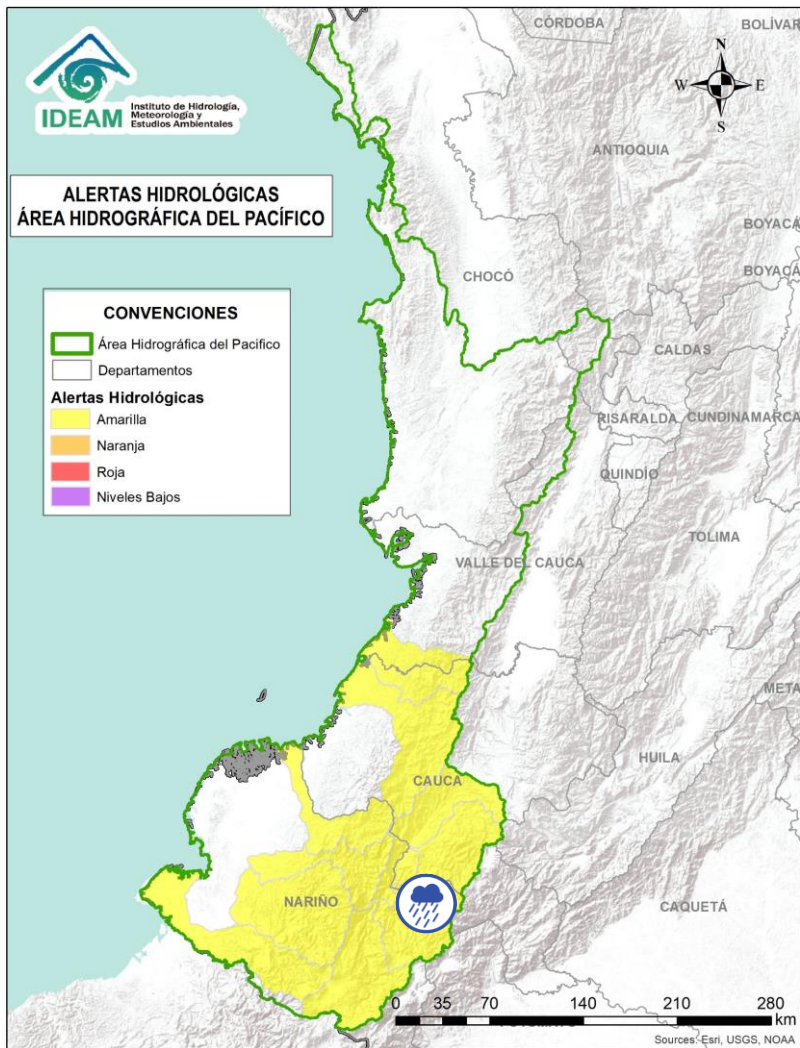 CÓRDOBA
BOLÍVAR
N
W E
S
IDEAM
Instituto de Hidrología,
Meteorología y
Estudios Ambientales
ANTIOQUIA
ALERTAS HIDROLÓGICAS
ÁREA HIDROGRÁFICA DEL PACÍFICO
BOYACÁ
BOYACÁ
CHOCÓ
CONVENCIONES
Área Hidrográfica del Pacifico
Departamentos
Alertas Hidrológicas
Amarilla
Naranja
Roja
Niveles Bajos
CALDAS
RISARALDA
CUNDINAMARCA
QUINDÍO
TOLIMA
VALLE DEL CAUCA
META
HUILA
CAUCA
NARIÑO
CAQUETÁ
0 35 70 140 210 280
km
Sources: Esri, USGS, NOAA